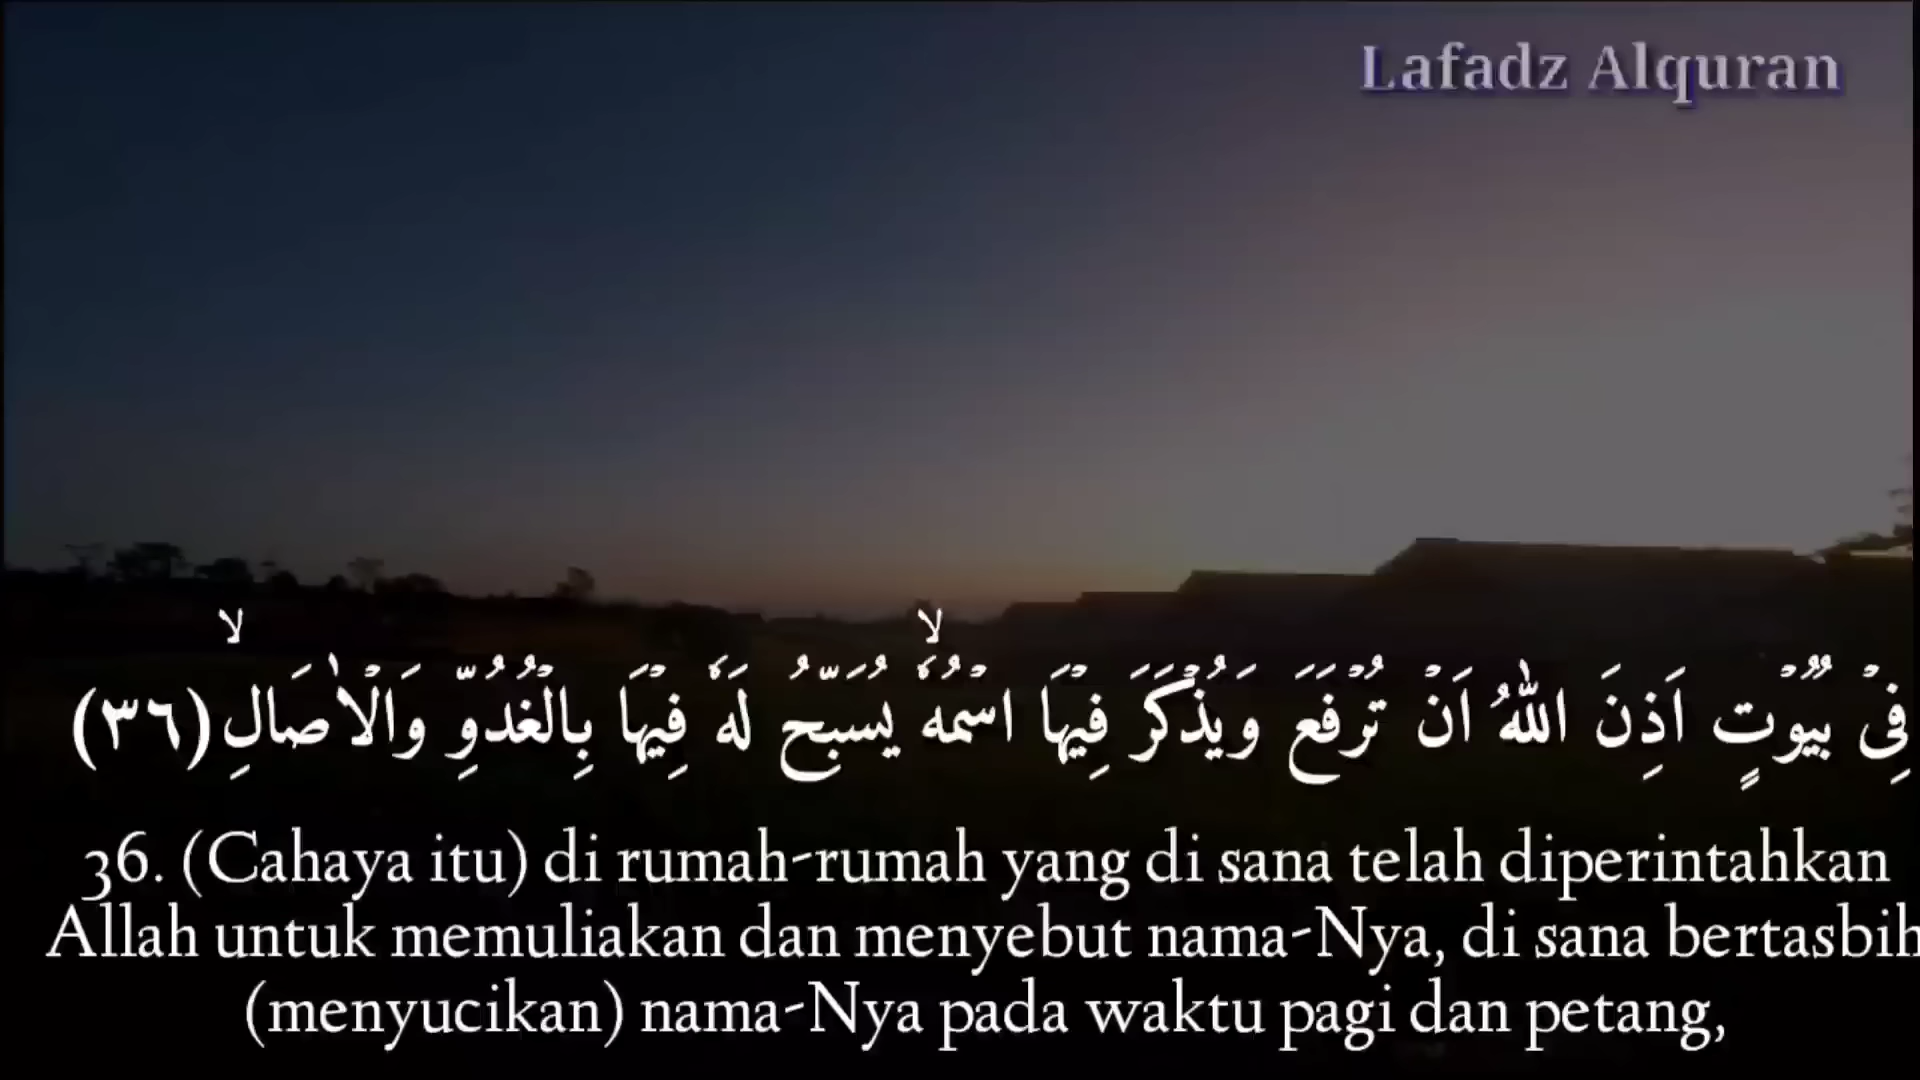 Lafadz Alquran
فِيْ بُيُوْتٍ اَذِنَ اللّٰهُ اَنْ تُرْفَعَ وَيُذْكَرَ فِيْهَا اسْمُهٗۙ يُسَبِّحُ لَهٗ فِيْهَا بِالْغُدُوِّ وَالْاٰصَالِۙ (٣٦)
36. (Cahaya itu) di rumah-rumah yang di sana telah diperintahkan
Allah untuk memuliakan dan menyebut nama-Nya, di sana bertasbih
(menyucikan) nama-Nya pada waktu pagi dan petang,